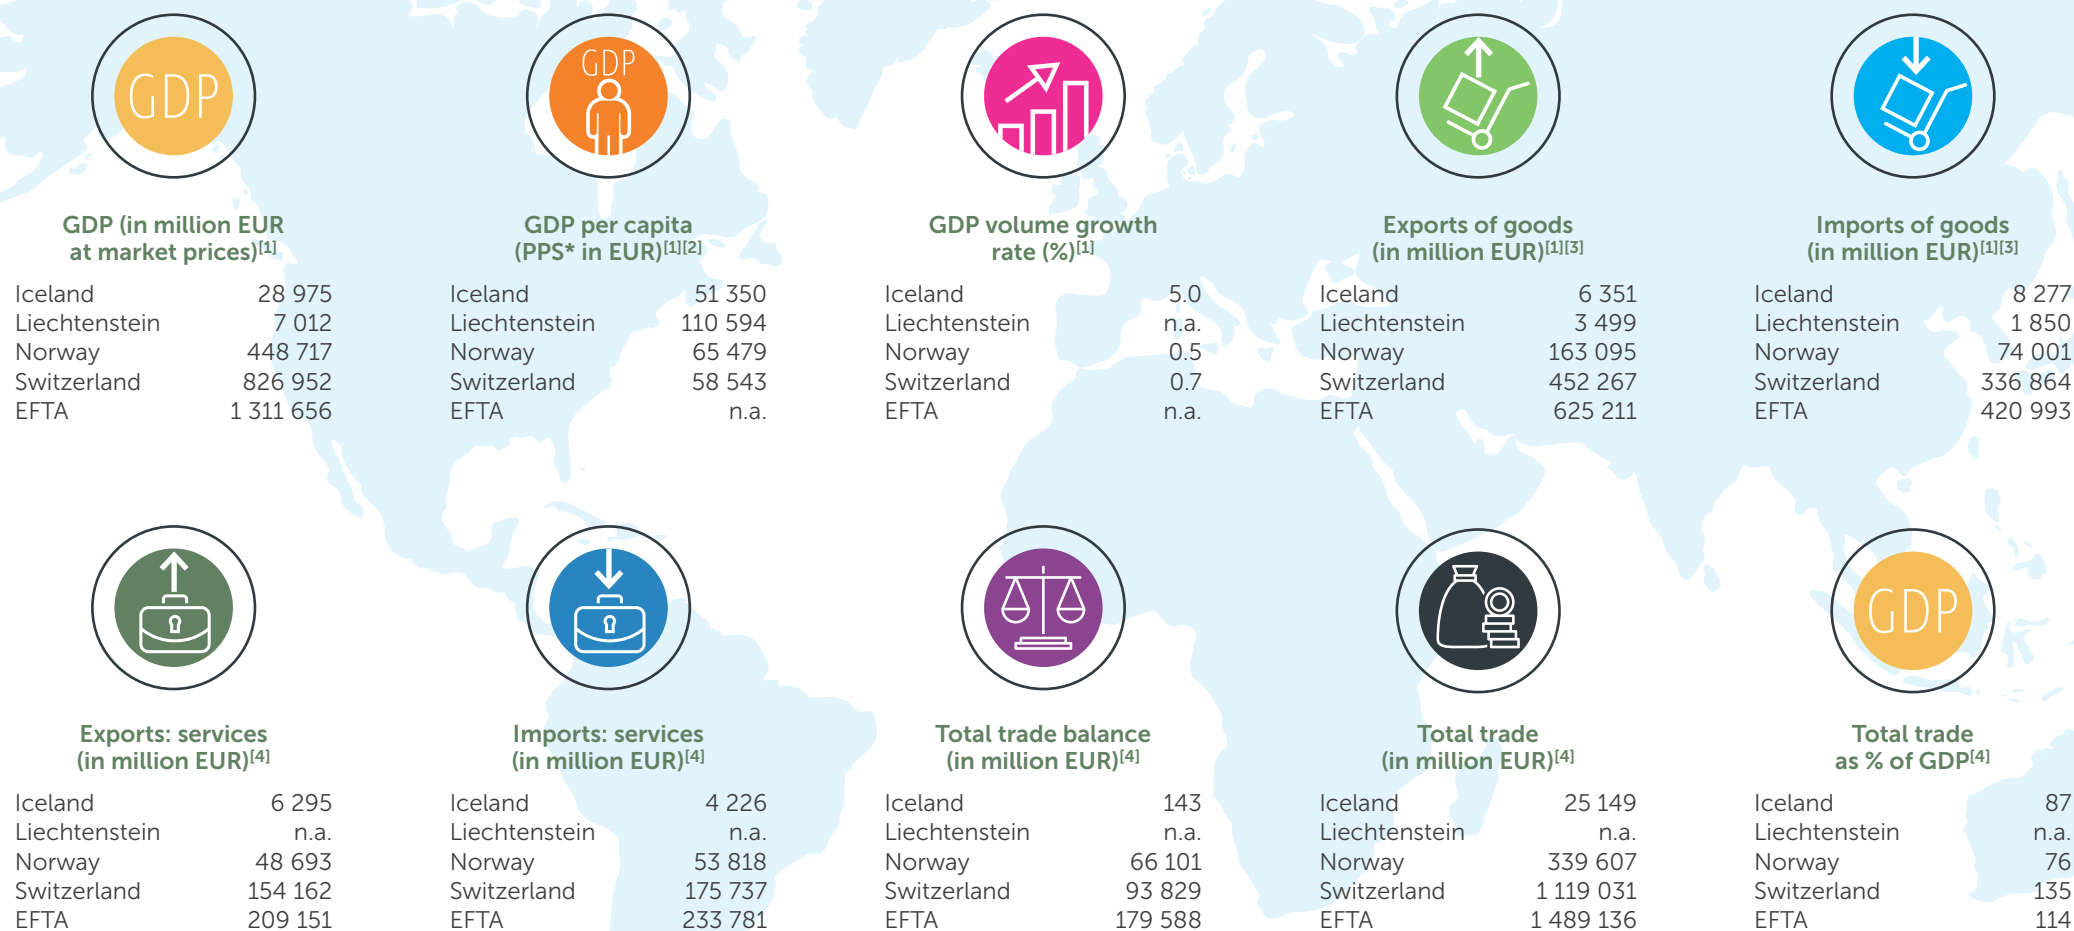 GDP
GDP (in million EUR
at market prices)[1]
Iceland 28 975
Liechtenstein 7 012
Norway 448 717
Switzerland 826 952
EFTA 1 311 656
GDP
GDP per capita
(PPS* in EUR)[1][2]
Iceland 51 350
Liechtenstein 110 594
Norway 65 479
Switzerland 58 543
EFTA n.a.
GDP volume growth
rate (%)[1]
Iceland 5.0
Liechtenstein n.a.
Norway 0.5
Switzerland 0.7
EFTA n.a.
Exports of goods
(in million EUR)[1][3]
Iceland 6 351
Liechtenstein 3 499
Norway 163 095
Switzerland 452 267
EFTA 625 211
Imports of goods
(in million EUR)[1][3]
Iceland 8 277
Liechtenstein 1 850
Norway 74 001
Switzerland 336 864
EFTA 420 993
Exports: services
(in million EUR)[4]
Iceland 6 295
Liechtenstein n.a.
Norway 48 693
Switzerland 154 162
EFTA 209 151
Imports: services
(in million EUR)[4]
Iceland 4 226
Liechtenstein n.a.
Norway 53 818
Switzerland 175 737
EFTA 233 781
Total trade balance
(in million EUR)[4]
Iceland 143
Liechtenstein n.a.
Norway 66 101
Switzerland 93 829
EFTA 179 588
Total trade
(in million EUR)[4]
Iceland 25 149
Liechtenstein n.a.
Norway 339 607
Switzerland 1 119 031
EFTA 1 489 136
GDP
Total trade
as % of GDP[4]
Iceland 87
Liechtenstein n.a.
Norway 76
Switzerland 135
EFTA 114